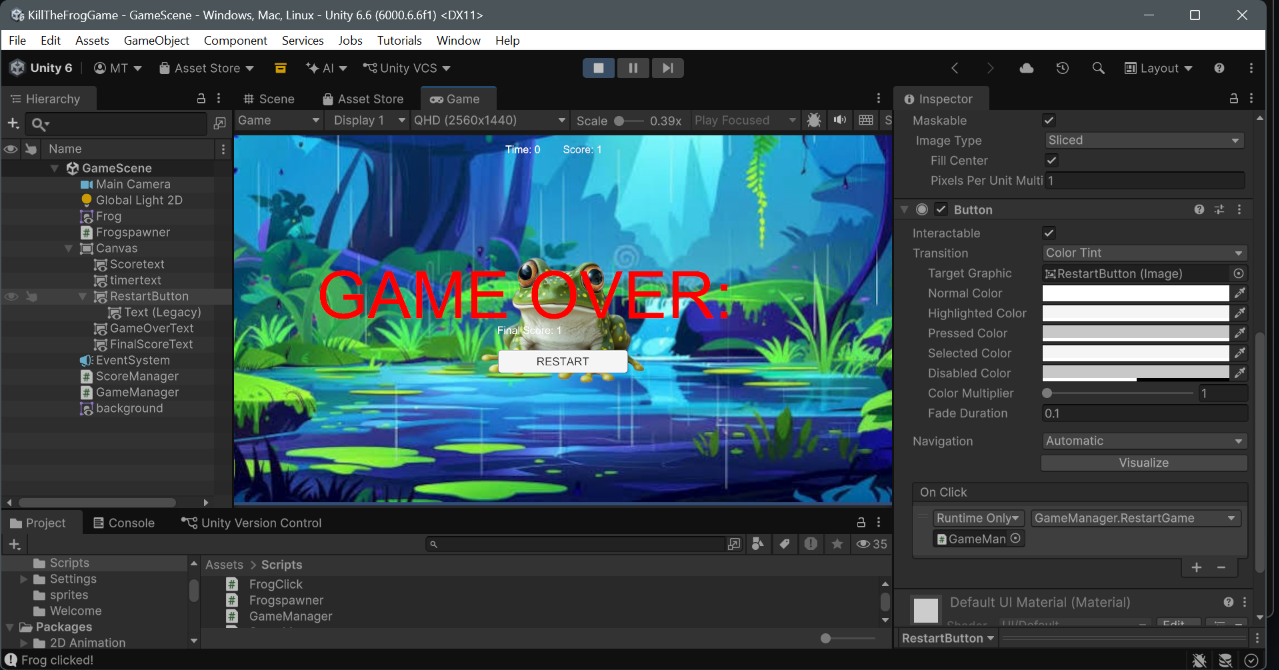 KillTheFrogGame - GameScene - Windows, Mac, Linux - Unity 6.6 (6000.6.6f1) <DX11>
File Edit Assets GameObject Component Services Jobs Tutorials Window Help
Unity 6 MT Asset Store AI Unity VCS Layout
Hierarchy
Scene Asset Store Game
Inspector
Game Display 1 QHD (2560x1440) Scale 0.39x Play Focused S
Name
GameScene
Main Camera
Global Light 2D
Frog
Frogspawner
Canvas
Scoretext
timertext
RestartButton
Text (Legacy)
GameOverText
FinalScoreText
EventSystem
ScoreManager
GameManager
background
Time: 0 Score: 1
GAME OVER:
Final Score: 1
RESTART
Maskable
Image Type Sliced
Fill Center
Pixels Per Unit Multi 1
Button
Interactable
Transition Color Tint
Target Graphic RestartButton (Image)
Normal Color
Highlighted Color
Pressed Color
Selected Color
Disabled Color
Color Multiplier 1
Fade Duration 0.1
Navigation Automatic
Visualize
On Click
Runtime Only GameManager.RestartGame
GameMan
Default UI Material (Material)
RestartButton
Project Console Unity Version Control
35
Scripts
Settings
sprites
Welcome
Packages
2D Animation
Assets > Scripts
FrogClick
Frogspawner
GameManager
Frog clicked!